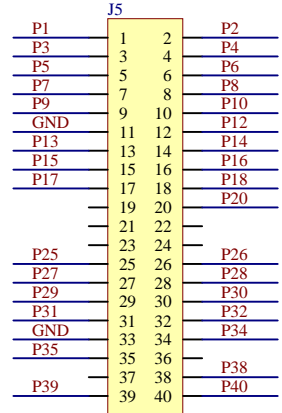 J5
P1 1 2 P2
P3 3 4 P4
P5 5 6 P6
P7 7 8 P8
P9 9 10 P10
GND 11 12 P12
P13 13 14 P14
P15 15 16 P16
P17 17 18 P18
19 20 P20
21 22
23 24
P25 25 26 P26
P27 27 28 P28
P29 29 30 P30
P31 31 32 P32
GND 33 34 P34
P35 35 36
37 38 P38
P39 39 40 P40